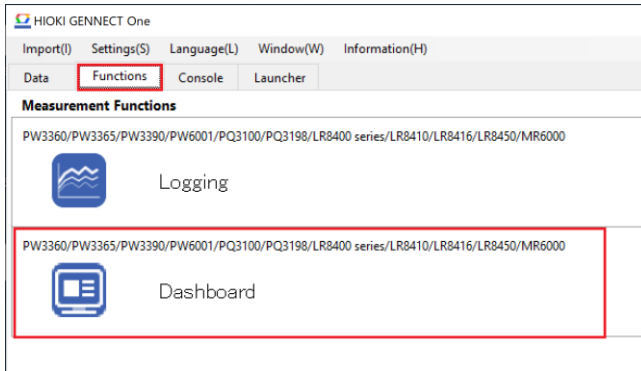 HIOKI GENNECT One
Import(I) Settings(S) Language(L) Window(W) Information(H)
Data Functions Console Launcher
Measurement Functions
PW3360/PW3365/PW3390/PW6001/PQ3100/PQ3198/LR8400 series/LR8410/LR8416/LR8450/MR6000
Logging
PW3360/PW3365/PW3390/PW6001/PQ3100/PQ3198/LR8400 series/LR8410/LR8416/LR8450/MR6000
Dashboard